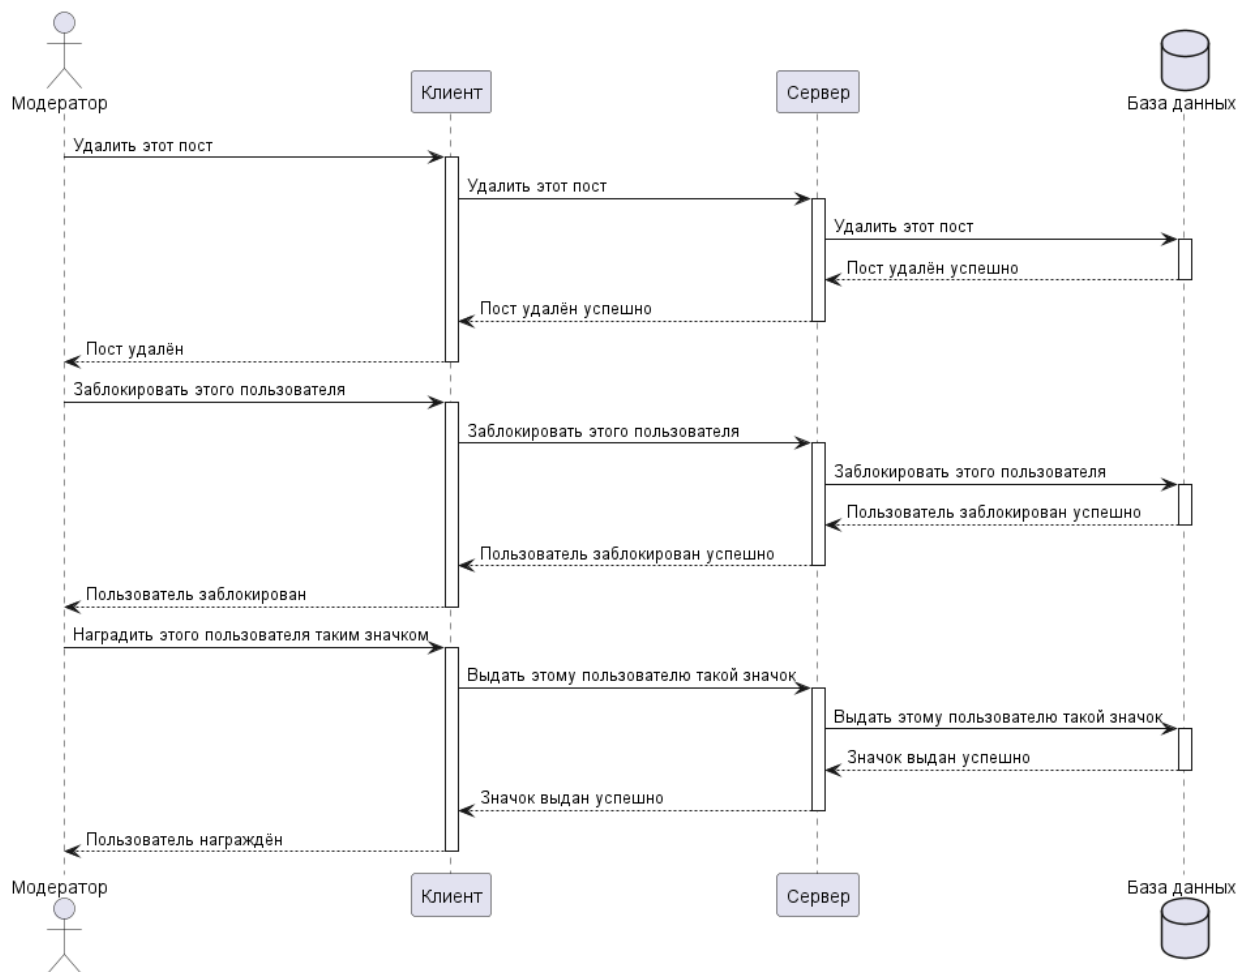 Модератор
Клиент
Сервер
База данных
Удалить этот пост
Удалить этот пост
Удалить этот пост
Пост удалён успешно
Пост удалён успешно
Пост удалён
Заблокировать этого пользователя
Заблокировать этого пользователя
Заблокировать этого пользователя
Пользователь заблокирован успешно
Пользователь заблокирован успешно
Пользователь заблокирован
Наградить этого пользователя таким значком
Выдать этому пользователю такой значок
Выдать этому пользователю такой значок
Значок выдан успешно
Значок выдан успешно
Пользователь награждён
Модератор
Клиент
Сервер
База данных